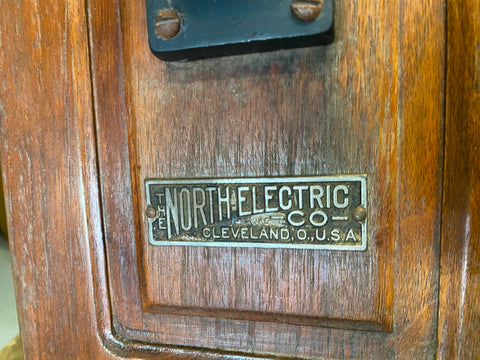 THE NORTH ELECTRIC
CO
CLEVELAND, O., U.S.A